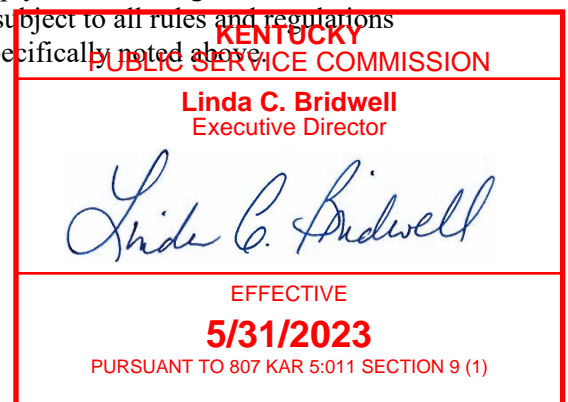 subject to all rules and regulations
ecifically noted above.
KENTUCKY
PUBLIC SERVICE COMMISSION
Linda C. Bridwell
Executive Director
Linda C. Bridwell
EFFECTIVE
5/31/2023
PURSUANT TO 807 KAR 5:011 SECTION 9 (1)